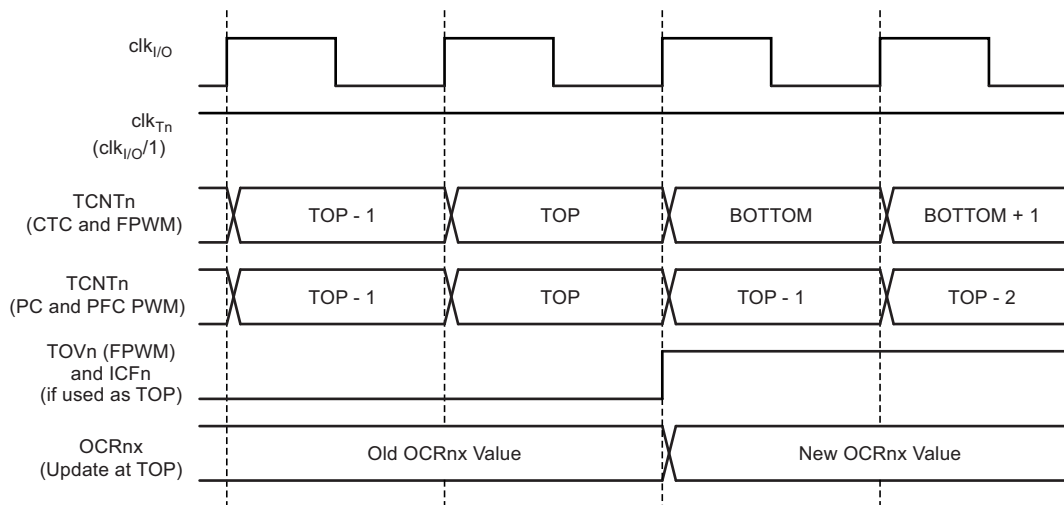 clkI/O
clkTn
(clkI/O/1)
TCNTn
(CTC and FPWM)
TOP - 1
TOP
BOTTOM
BOTTOM + 1
TCNTn
(PC and PFC PWM)
TOP - 1
TOP
TOP - 1
TOP - 2
TOVn (FPWM)
and ICFn
(if used as TOP)
OCRnx
(Update at TOP)
Old OCRnx Value
New OCRnx Value